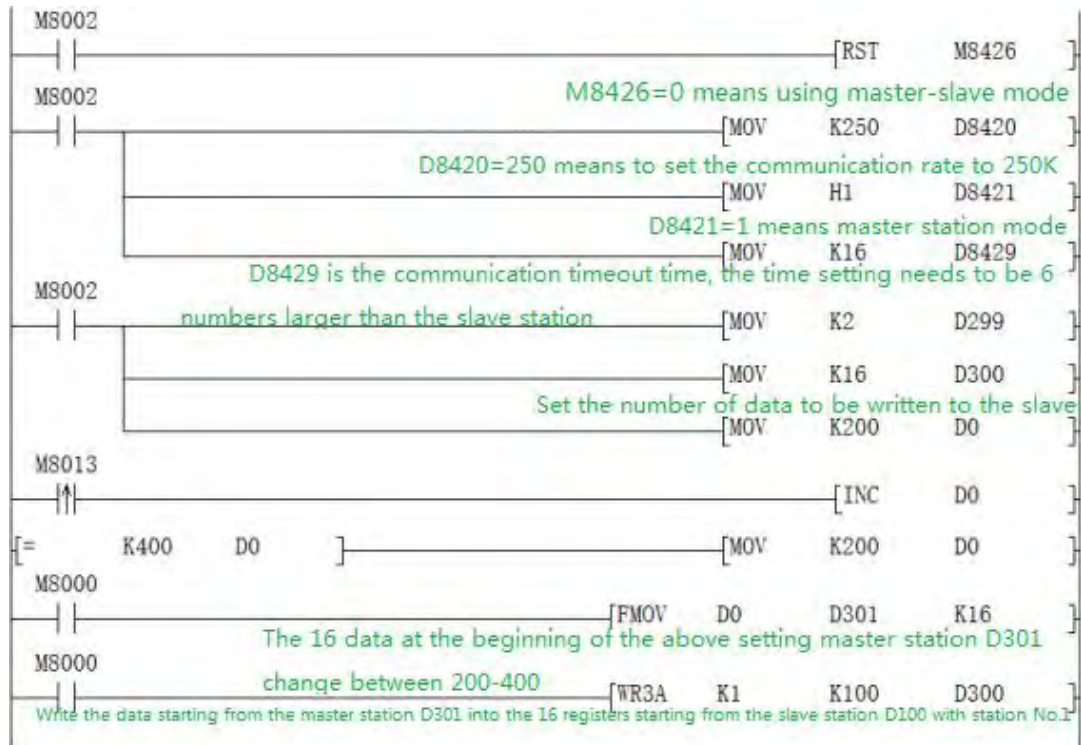 M8002
[RST M8426 ]
M8002
M8426=0 means using master-slave mode
[MOV K250 D8420 ]
D8420=250 means to set the communication rate to 250K
[MOV H1 D8421 ]
D8421=1 means master station mode
[MOV K16 D8429 ]
D8429 is the communication timeout time, the time setting needs to be 6
M8002
numbers larger than the slave station
[MOV K2 D299 ]
[MOV K16 D300 ]
Set the number of data to be written to the slave
[MOV K200 D0 ]
M8013
[INC D0 ]
[= K400 D0 ] [MOV K200 D0 ]
M8000
[FMOV D0 D301 K16 ]
The 16 data at the beginning of the above setting master station D301
M8000
change between 200-400
[WR3A K1 K100 D300 ]
Write the data starting from the master station D301 into the 16 registers starting from the slave station D100 with station No.1